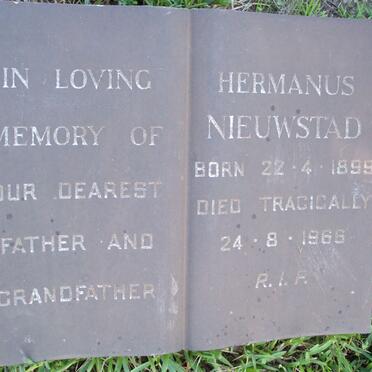 IN LOVING
MEMORY OF
OUR DEAREST
FATHER AND
GRANDFATHER
HERMANUS
NIEUWSTAD
BORN 22-4-1899
DIED TRAGICALLY
24-8-1966
R.I.P.